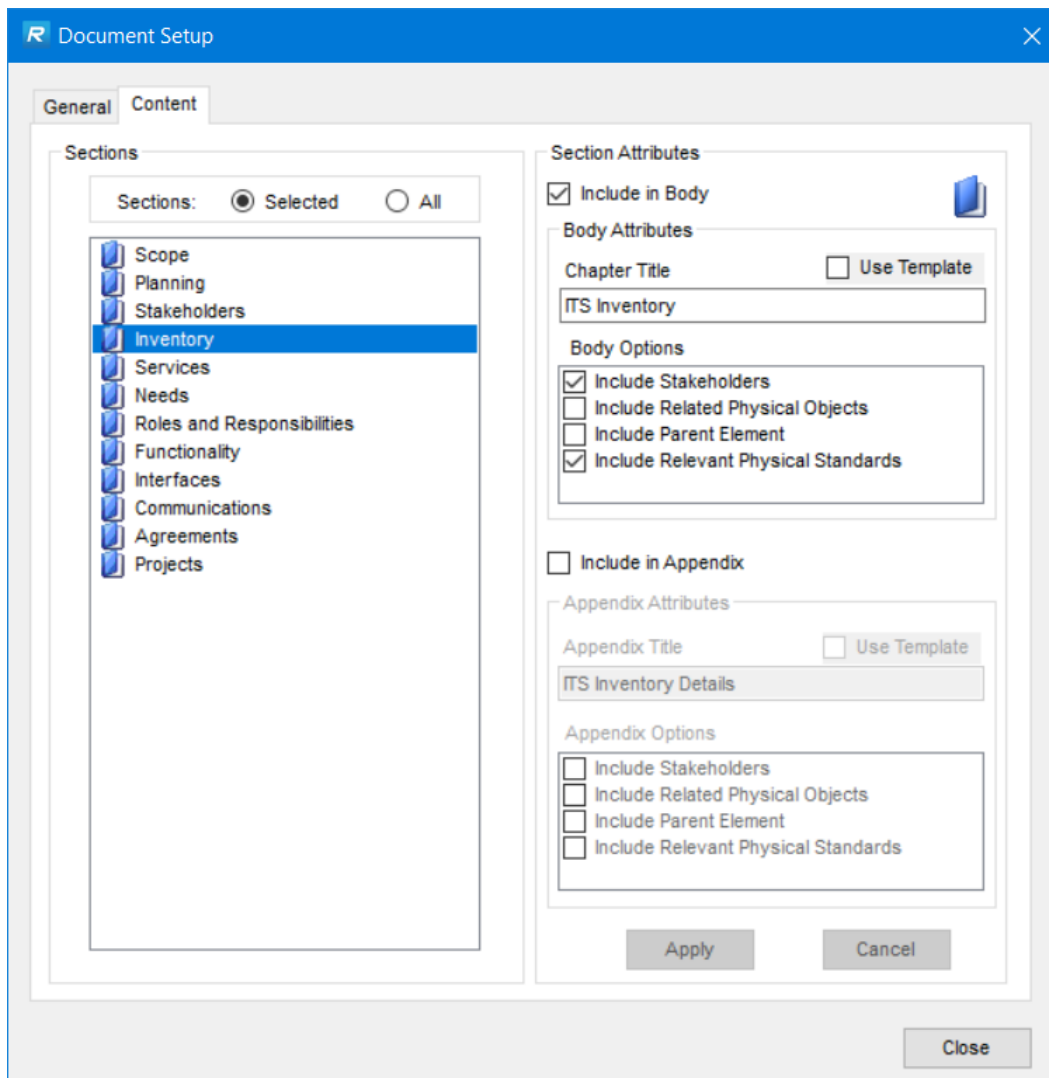 R Document Setup
General Content
Sections
Sections: Selected All
Scope
Planning
Stakeholders
Inventory
Services
Needs
Roles and Responsibilities
Functionality
Interfaces
Communications
Agreements
Projects
Section Attributes
Include in Body
Body Attributes
Chapter Title Use Template
ITS Inventory
Body Options
Include Stakeholders
Include Related Physical Objects
Include Parent Element
Include Relevant Physical Standards
Include in Appendix
Appendix Attributes
Appendix Title Use Template
ITS Inventory Details
Appendix Options
Include Stakeholders
Include Related Physical Objects
Include Parent Element
Include Relevant Physical Standards
Apply Cancel
Close